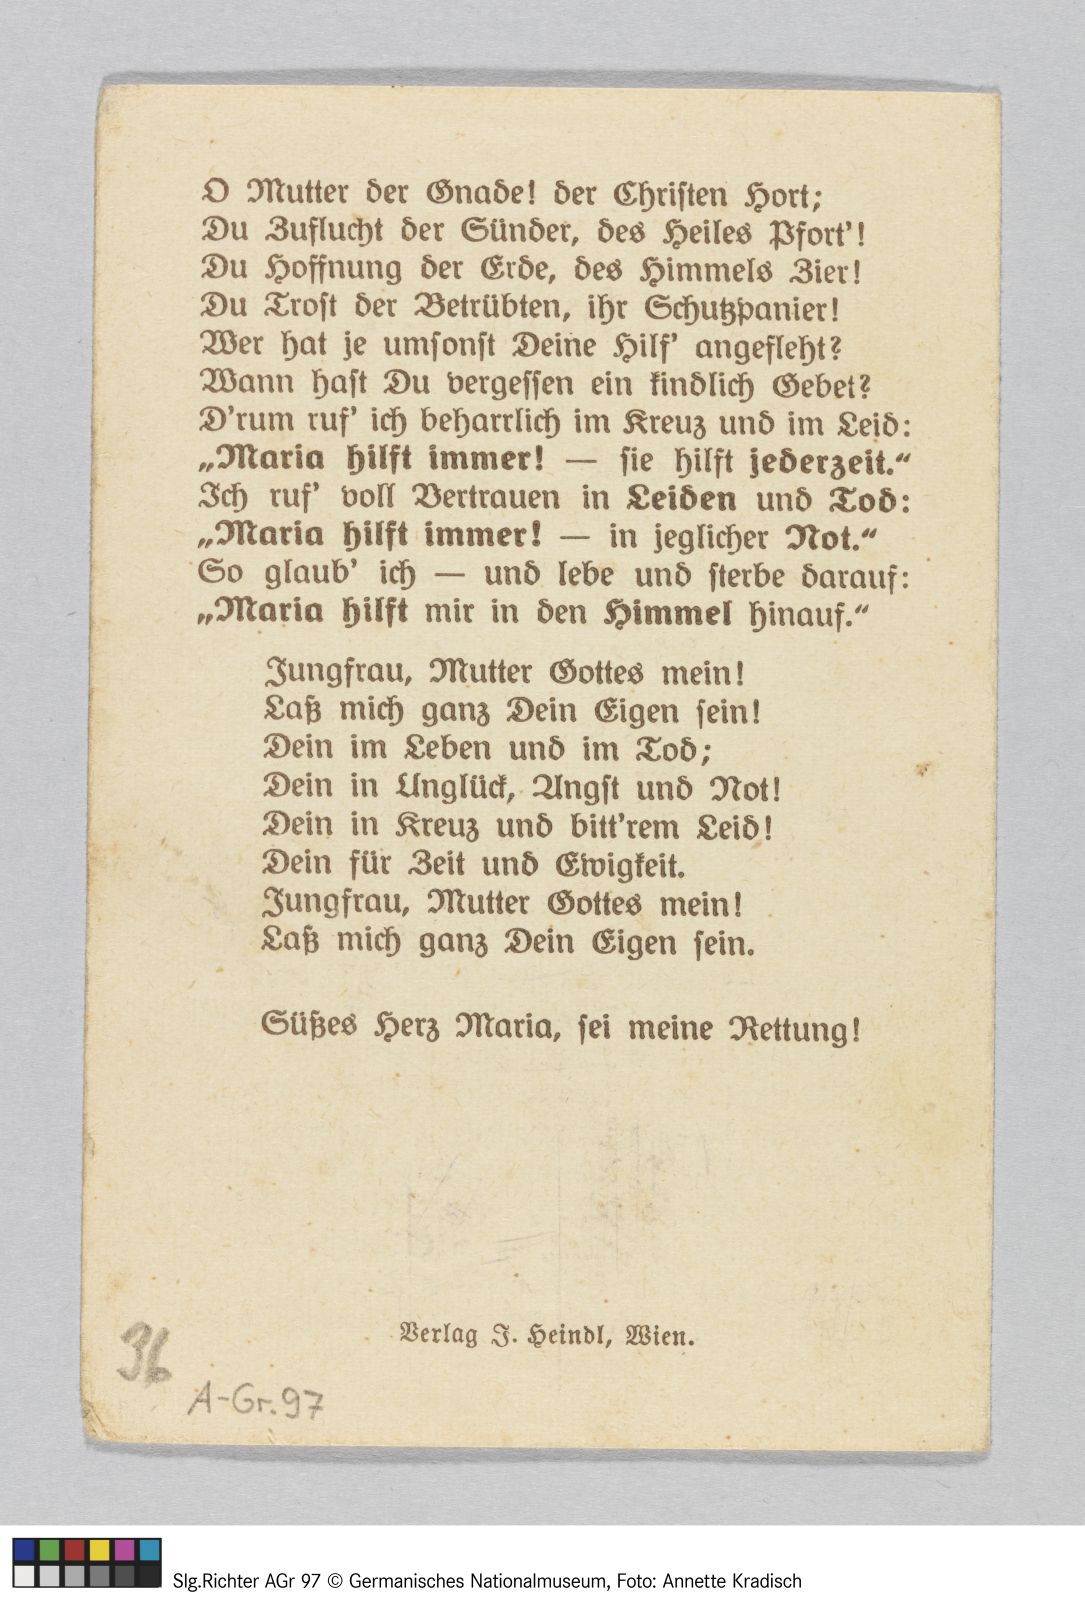 O Mutter der Gnade! der Christen Hort;
Du Zuflucht der Sünder, des Heiles Pfort’!
Du Hoffnung der Erde, des Himmels Zier!
Du Trost der Betrübten, ihr Schutzpanier!
Wer hat je umsonst Deine Hilf’ angefleht?
Wann hast Du vergessen ein kindlich Gebet?
D’rum ruf’ ich beharrlich im Kreuz und im Leid:
„Maria hilft immer! — sie hilft jederzeit.“
Ich ruf’ voll Vertrauen in Leiden und Tod:
„Maria hilft immer! — in jeglicher Not.“
So glaub’ ich — und lebe und sterbe darauf:
„Maria hilft mir in den Himmel hinauf.“
Jungfrau, Mutter Gottes mein!
Laß mich ganz Dein Eigen sein!
Dein im Leben und im Tod;
Dein in Unglück, Angst und Not!
Dein in Kreuz und bitt’rem Leid!
Dein für Zeit und Ewigkeit.
Jungfrau, Mutter Gottes mein!
Laß mich ganz Dein Eigen sein.
Süßes Herz Maria, sei meine Rettung!
Verlag J. Heindl, Wien.
36
A-Gr. 97
Slg.Richter AGr 97 © Germanisches Nationalmuseum, Foto: Annette Kradisch